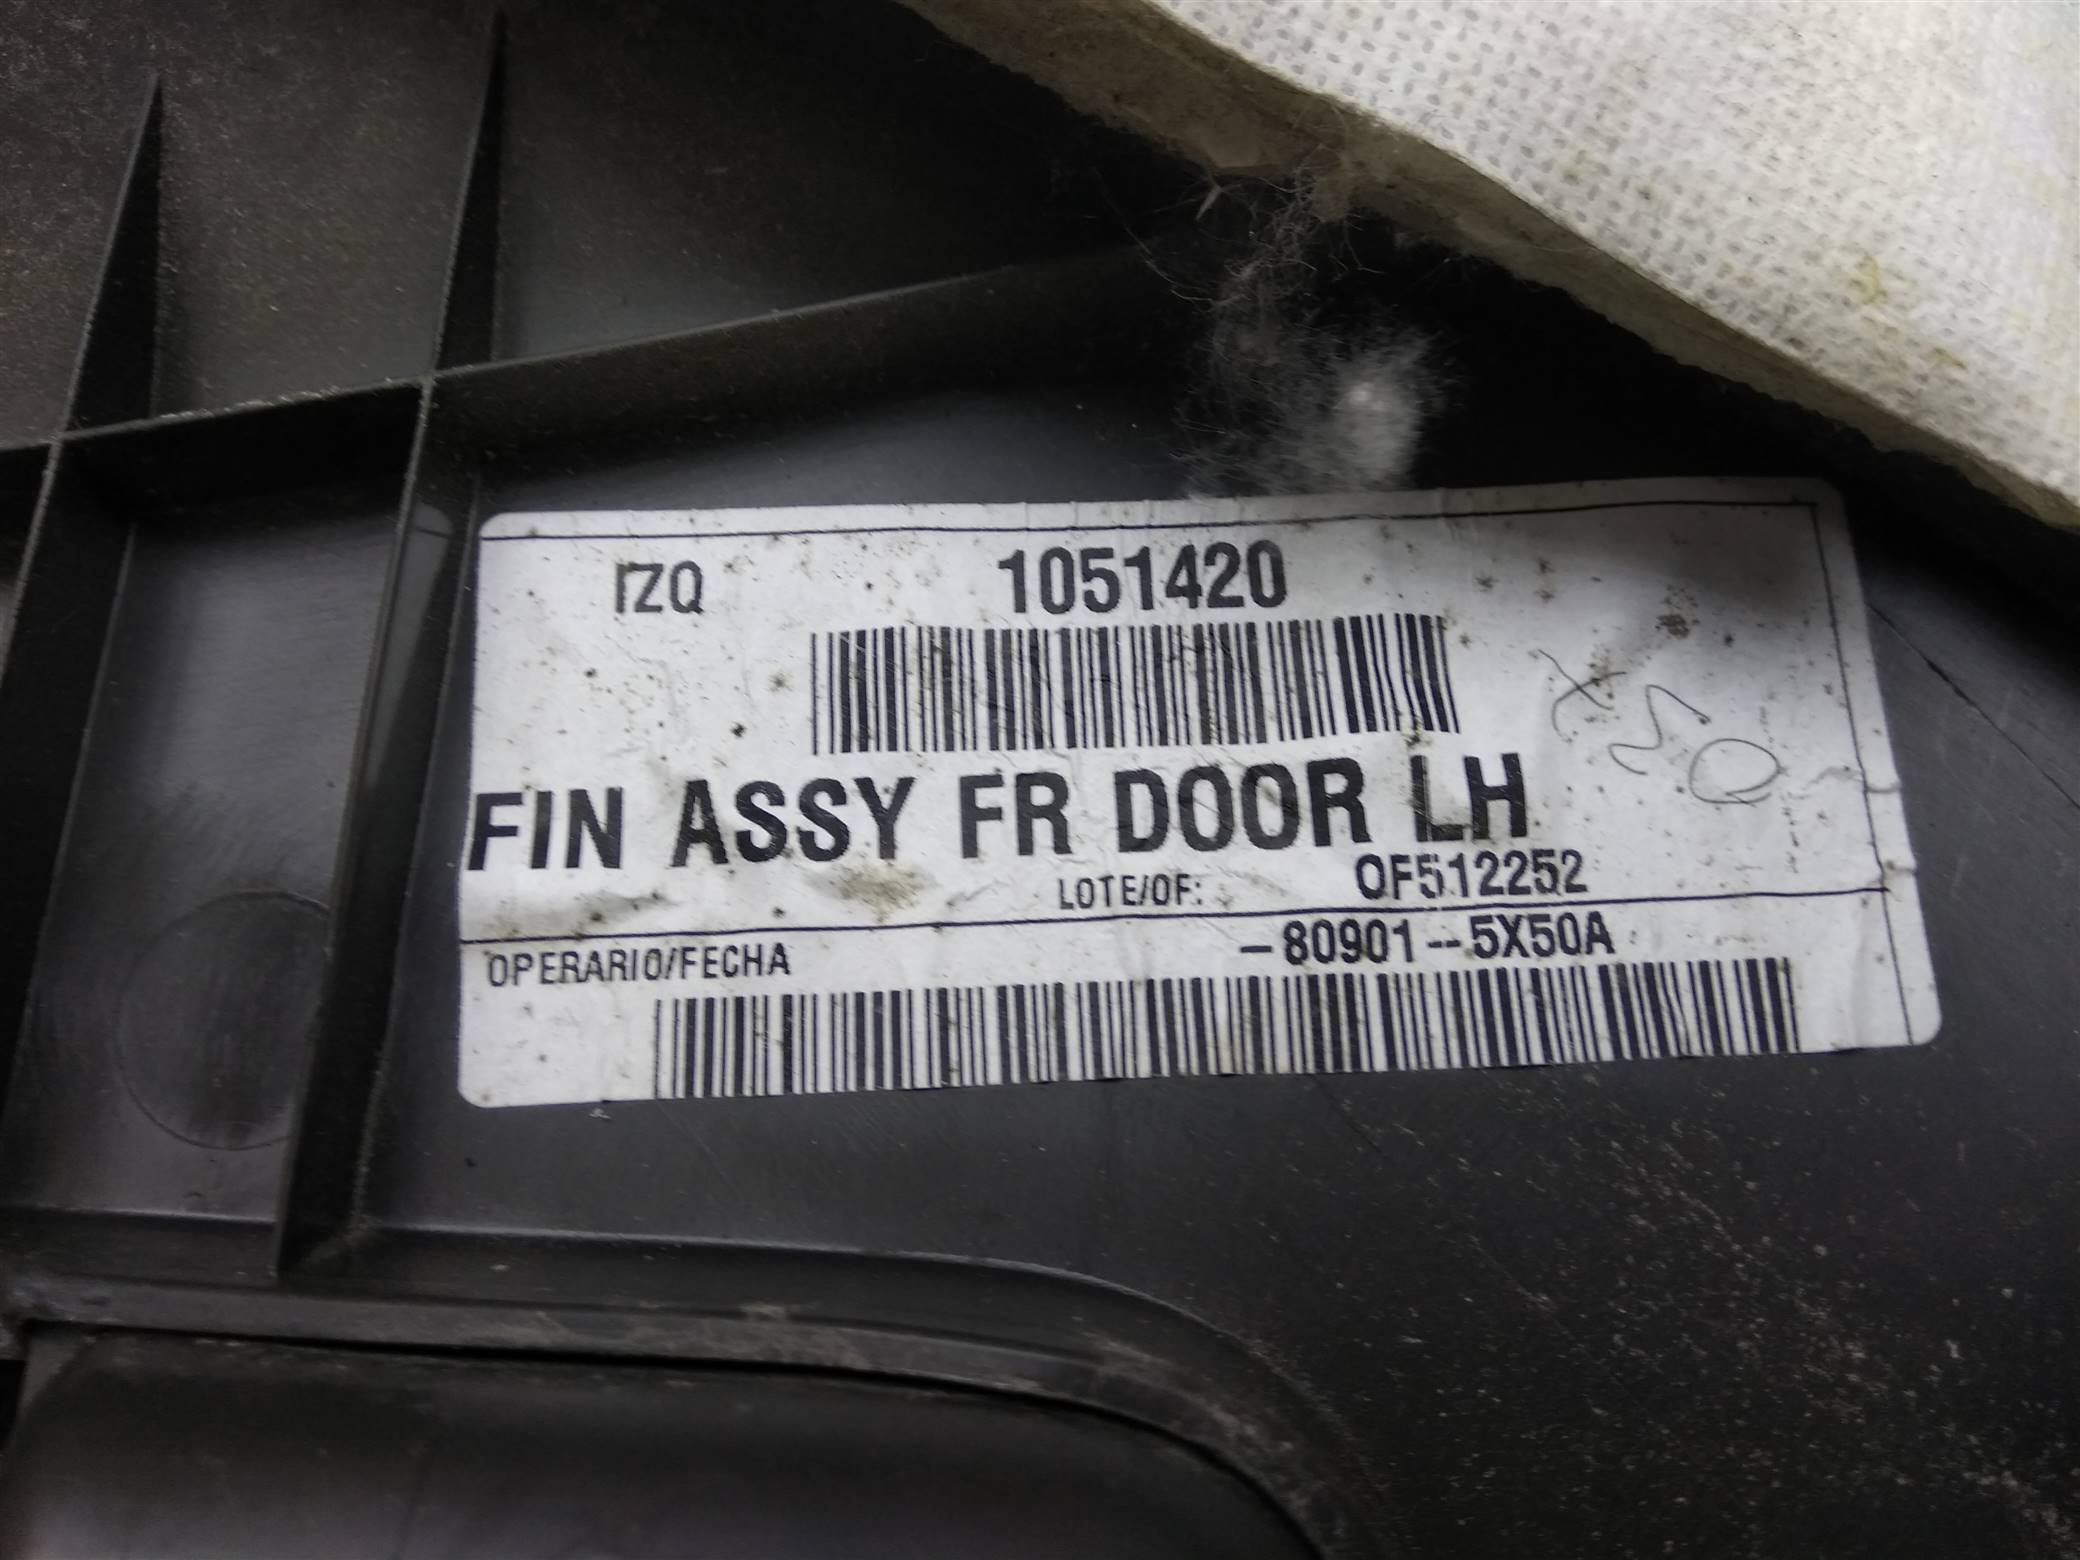 IZQ 1051420
FIN ASSY FR DOOR LH
LOTE/OF: OF512252
OPERARIO/FECHA -80901--5X50A